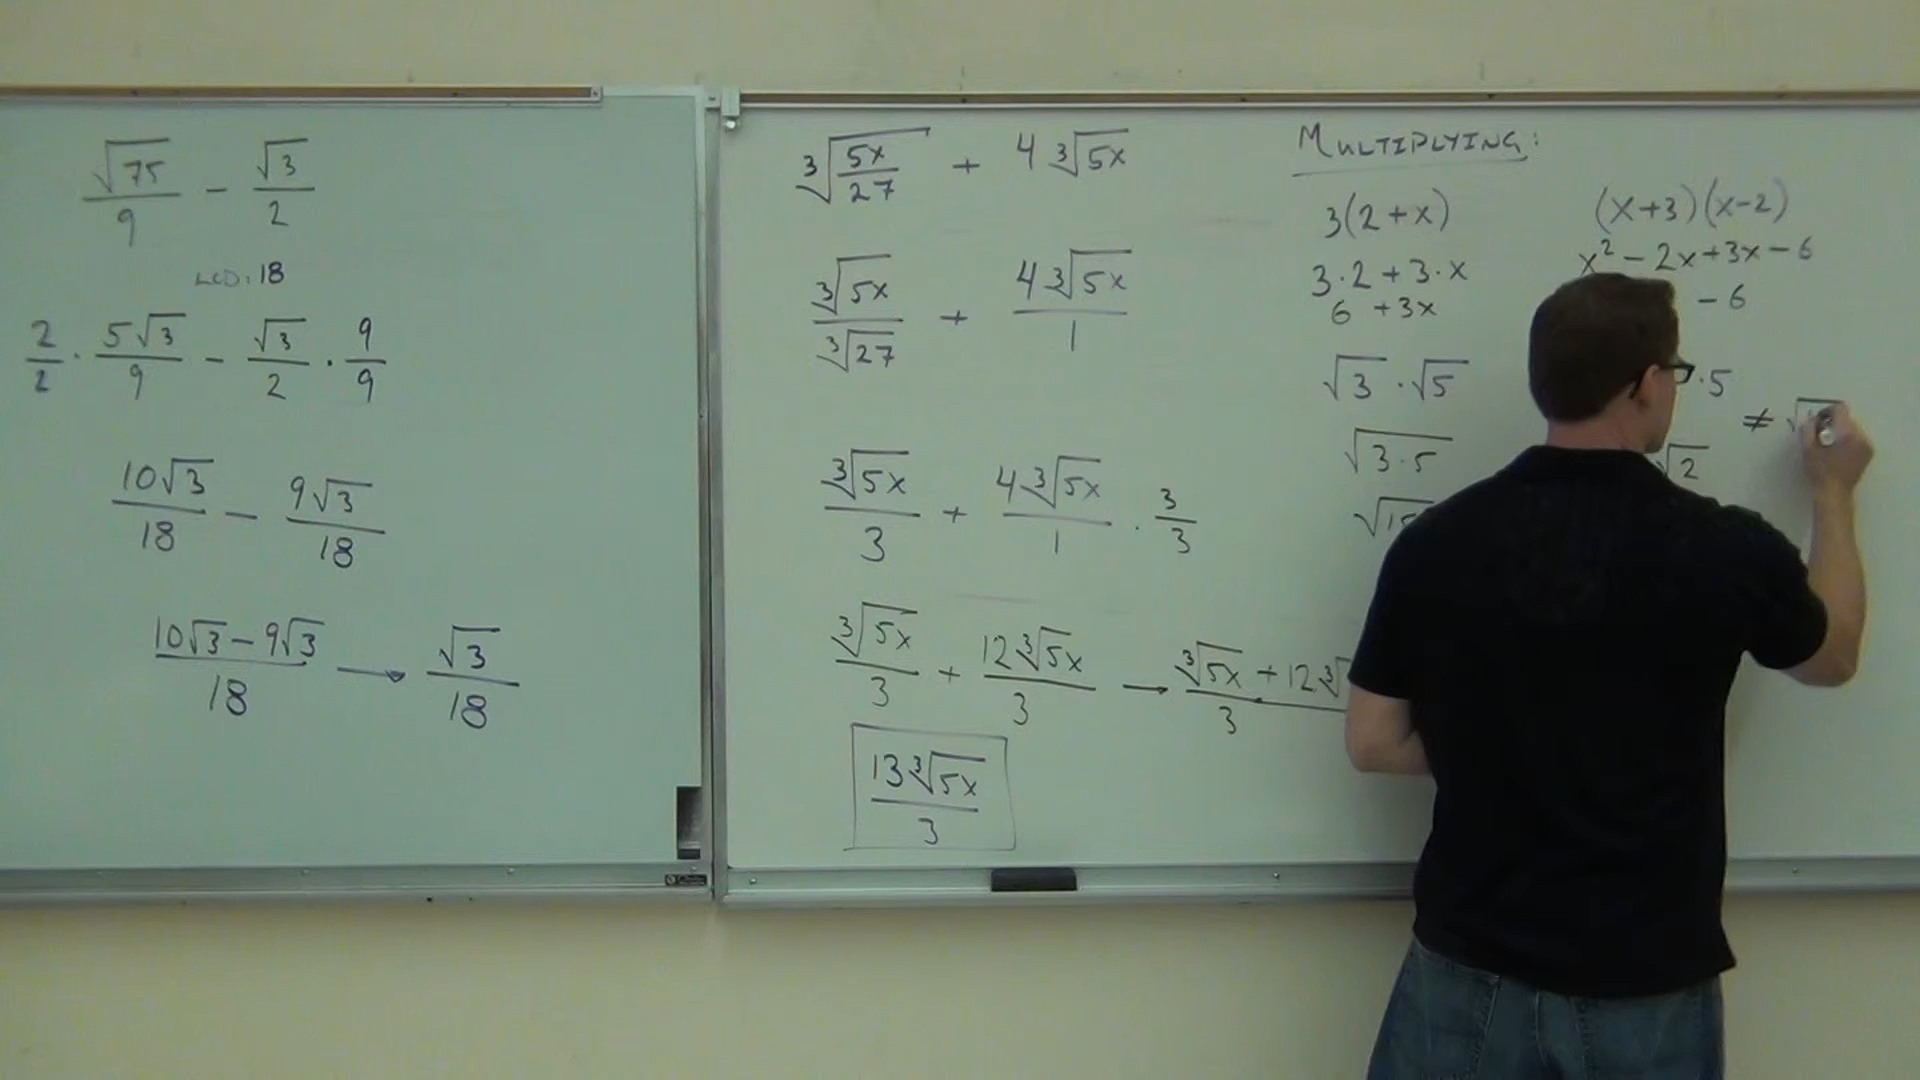 √75/9 − √3/2
LCD: 18
2/2 · 5√3/9 − √3/2 · 9/9
10√3/18 − 9√3/18
(10√3 − 9√3)/18 → √3/18
∛(5x/27) + 4∛5x
∛5x/∛27 + 4∛5x/1
∛5x/3 + 4∛5x/1 · 3/3
∛5x/3 + 12∛5x/3 → ∛5x + 12∛ /3
13∛5x/3
MULTIPLYING:
3(2+x)
3·2+3·x
6 +3x
√3 · √5
√3·5
√15
(x+3)(x−2)
x² − 2x+3x − 6
− 6
·5
√2
≠ √